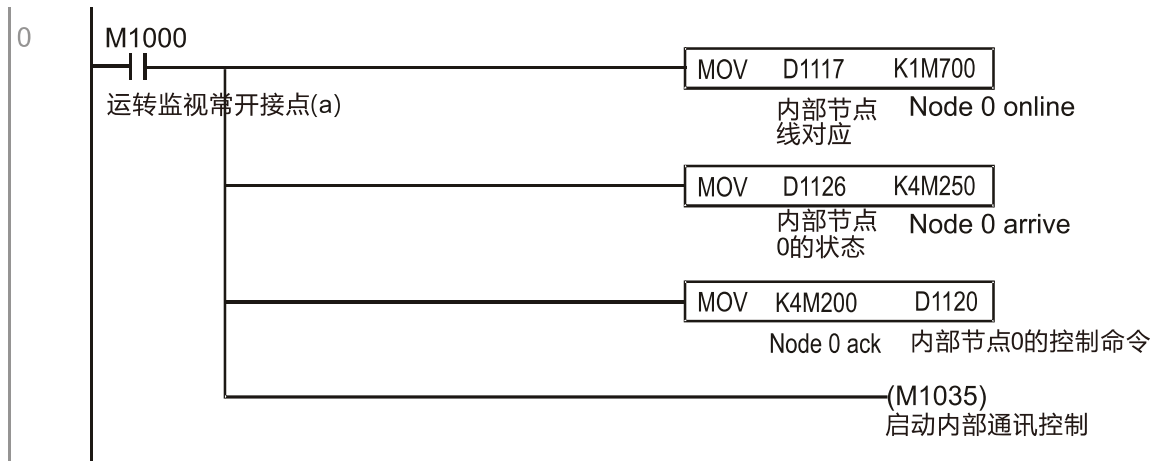 0
M1000
运转监视常开接点(a)
MOV D1117 K1M700
内部节点
线对应
Node 0 online
MOV D1126 K4M250
内部节点
0的状态
Node 0 arrive
MOV K4M200 D1120
Node 0 ack
内部节点0的控制命令
(M1035)
启动内部通讯控制